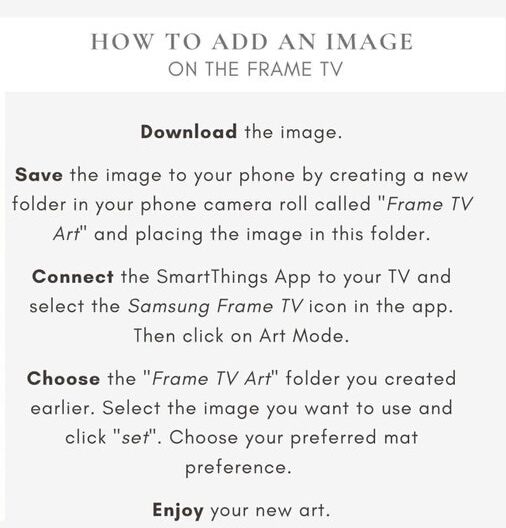 HOW TO ADD AN IMAGE
ON THE FRAME TV
Download the image.
Save the image to your phone by creating a new
folder in your phone camera roll called "Frame TV
Art" and placing the image in this folder.
Connect the SmartThings App to your TV and
select the Samsung Frame TV icon in the app.
Then click on Art Mode.
Choose the "Frame TV Art" folder you created
earlier. Select the image you want to use and
click "set". Choose your preferred mat
preference.
Enjoy your new art.